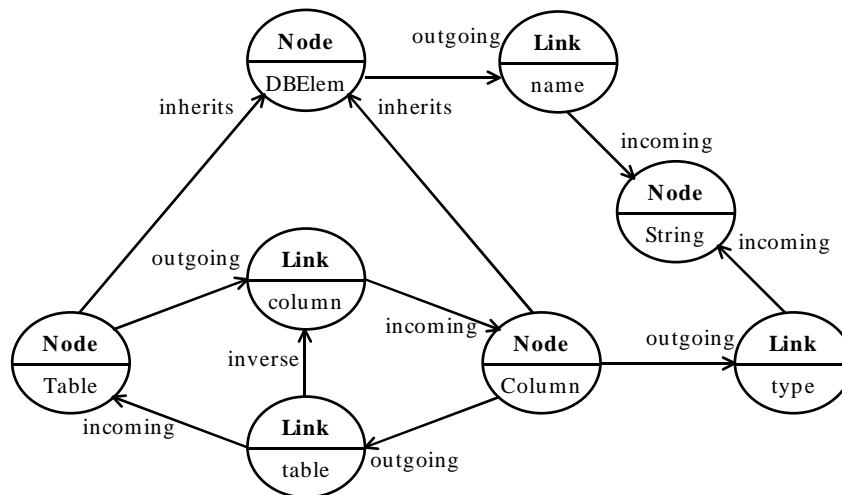 Node
DBElem
outgoing
Link
name
inherits
inherits
incoming
Node
String
outgoing
Link
column
incoming
incoming
Node
Table
inverse
Node
Column
outgoing
Link
type
incoming
Link
table
outgoing